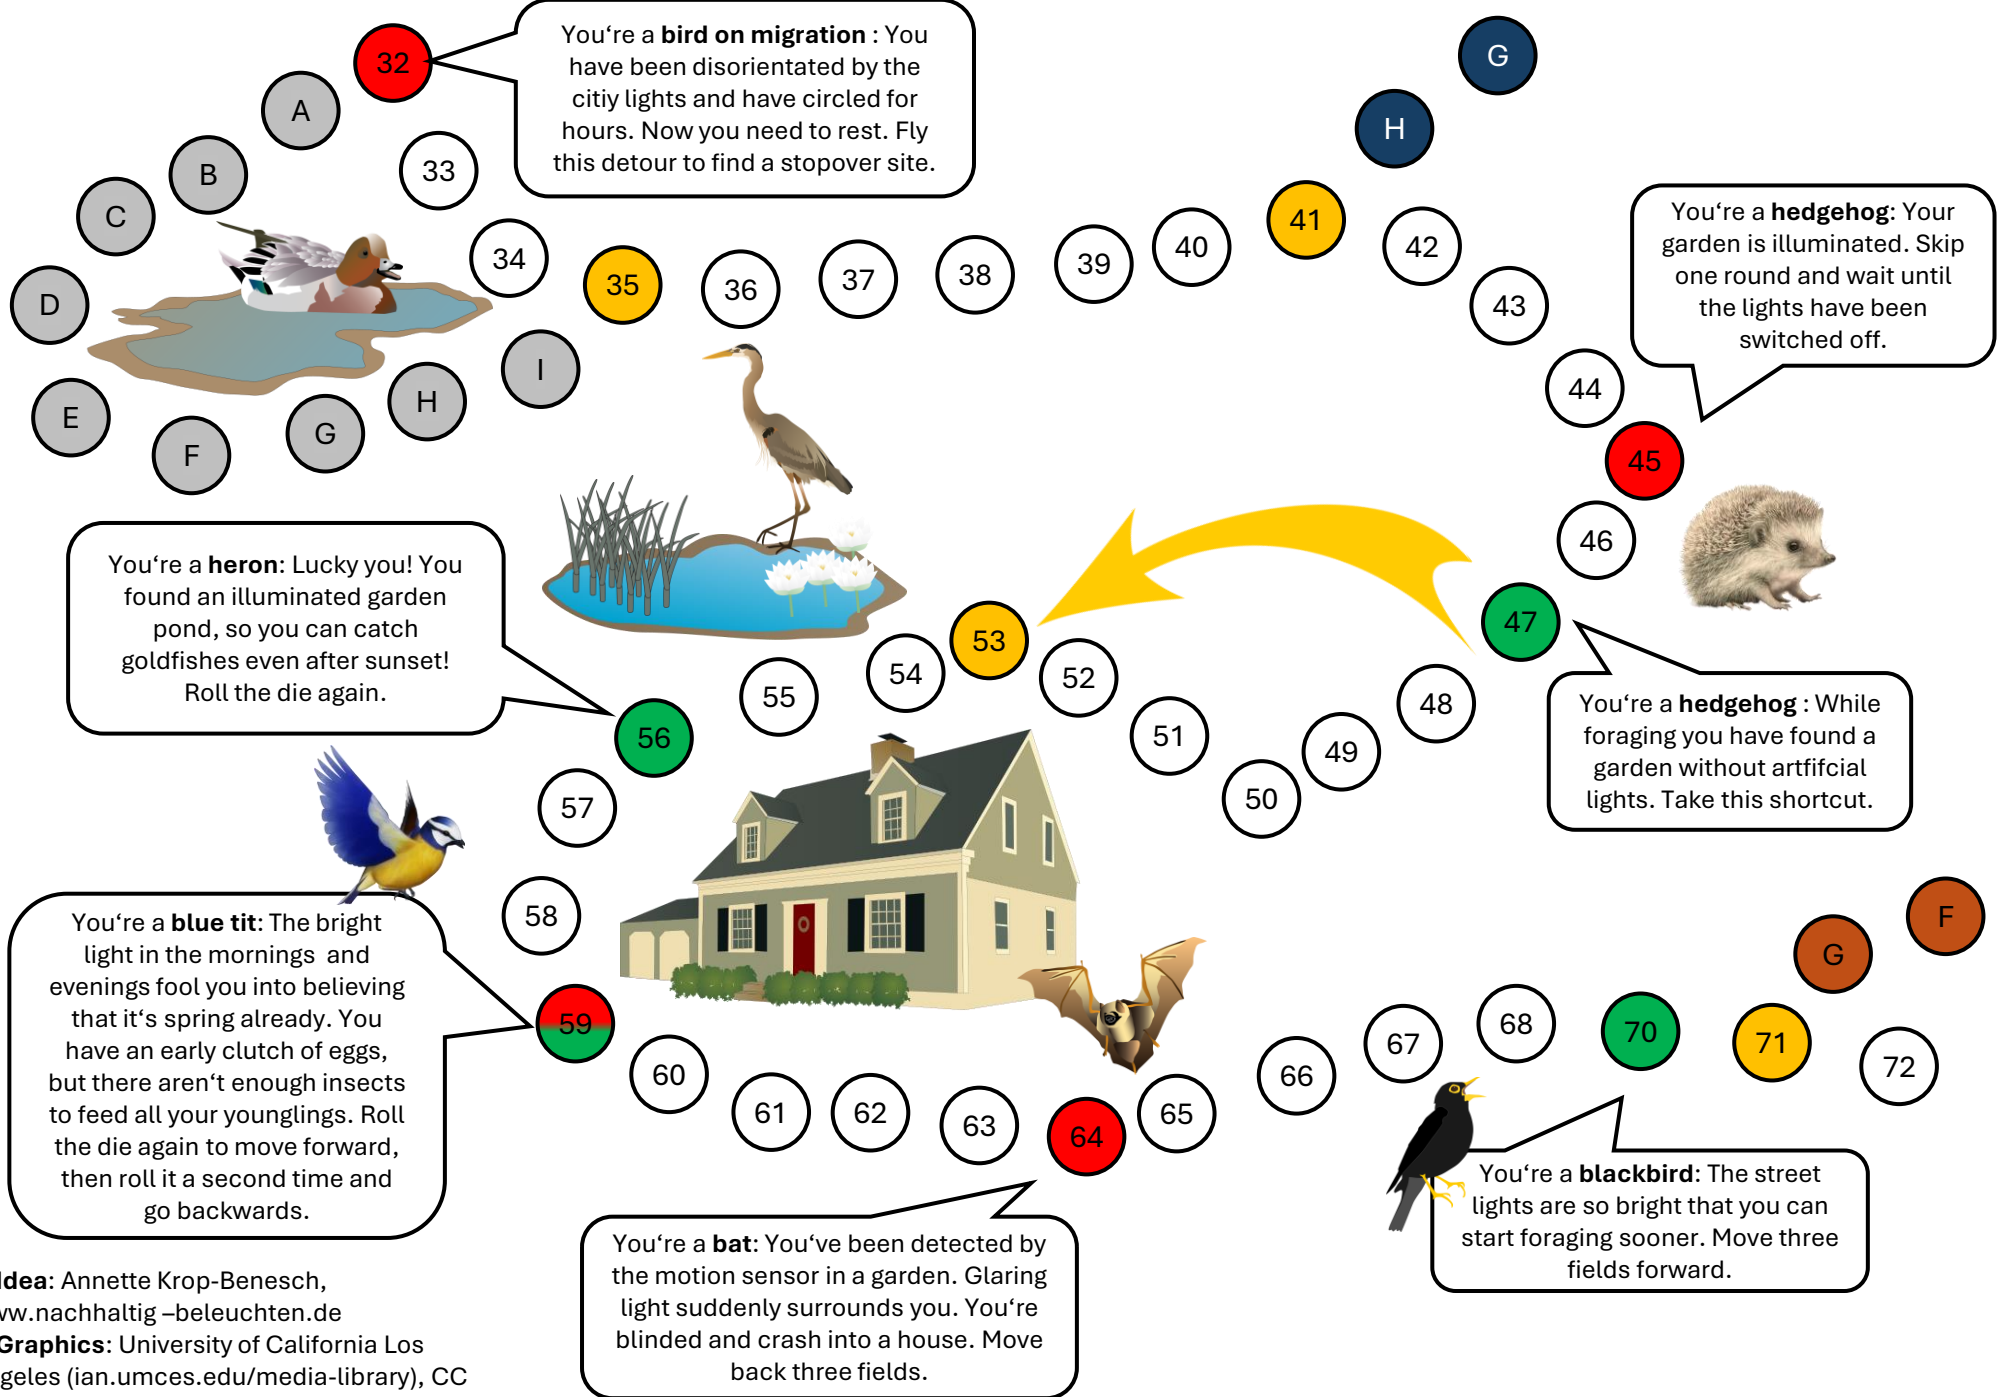 32
You're a bird on migration : You
have been disorientated by the
citiy lights and have circled for
hours. Now you need to rest. Fly
this detour to find a stopover site.
G
A
H
B
33
C
41
You're a hedgehog: Your
garden is illuminated. Skip
one round and wait until
the lights have been
switched off.
34
35
36
37
38
39
40
42
43
D
I
44
E
F
G
H
45
46
You're a heron: Lucky you! You
found an illuminated garden
pond, so you can catch
goldfishes even after sunset!
Roll the die again.
47
53
54
52
55
48
51
49
50
56
You're a hedgehog : While
foraging you have found a
garden without artfifcial
lights. Take this shortcut.
57
58
You're a blue tit: The bright
light in the mornings and
evenings fool you into believing
that it's spring already. You
have an early clutch of eggs,
but there aren't enough insects
to feed all your younglings. Roll
the die again to move forward,
then roll it a second time and
go backwards.
F
G
59
60
61
62
63
64
65
66
67
68
70
71
72
You're a blackbird: The street
lights are so bright that you can
start foraging sooner. Move three
fields forward.
You're a bat: You've been detected by
the motion sensor in a garden. Glaring
light suddenly surrounds you. You're
blinded and crash into a house. Move
back three fields.
Idea: Annette Krop-Benesch,
ww.nachhaltig –beleuchten.de
Graphics: University of California Los
geles (ian.umces.edu/media-library), CC